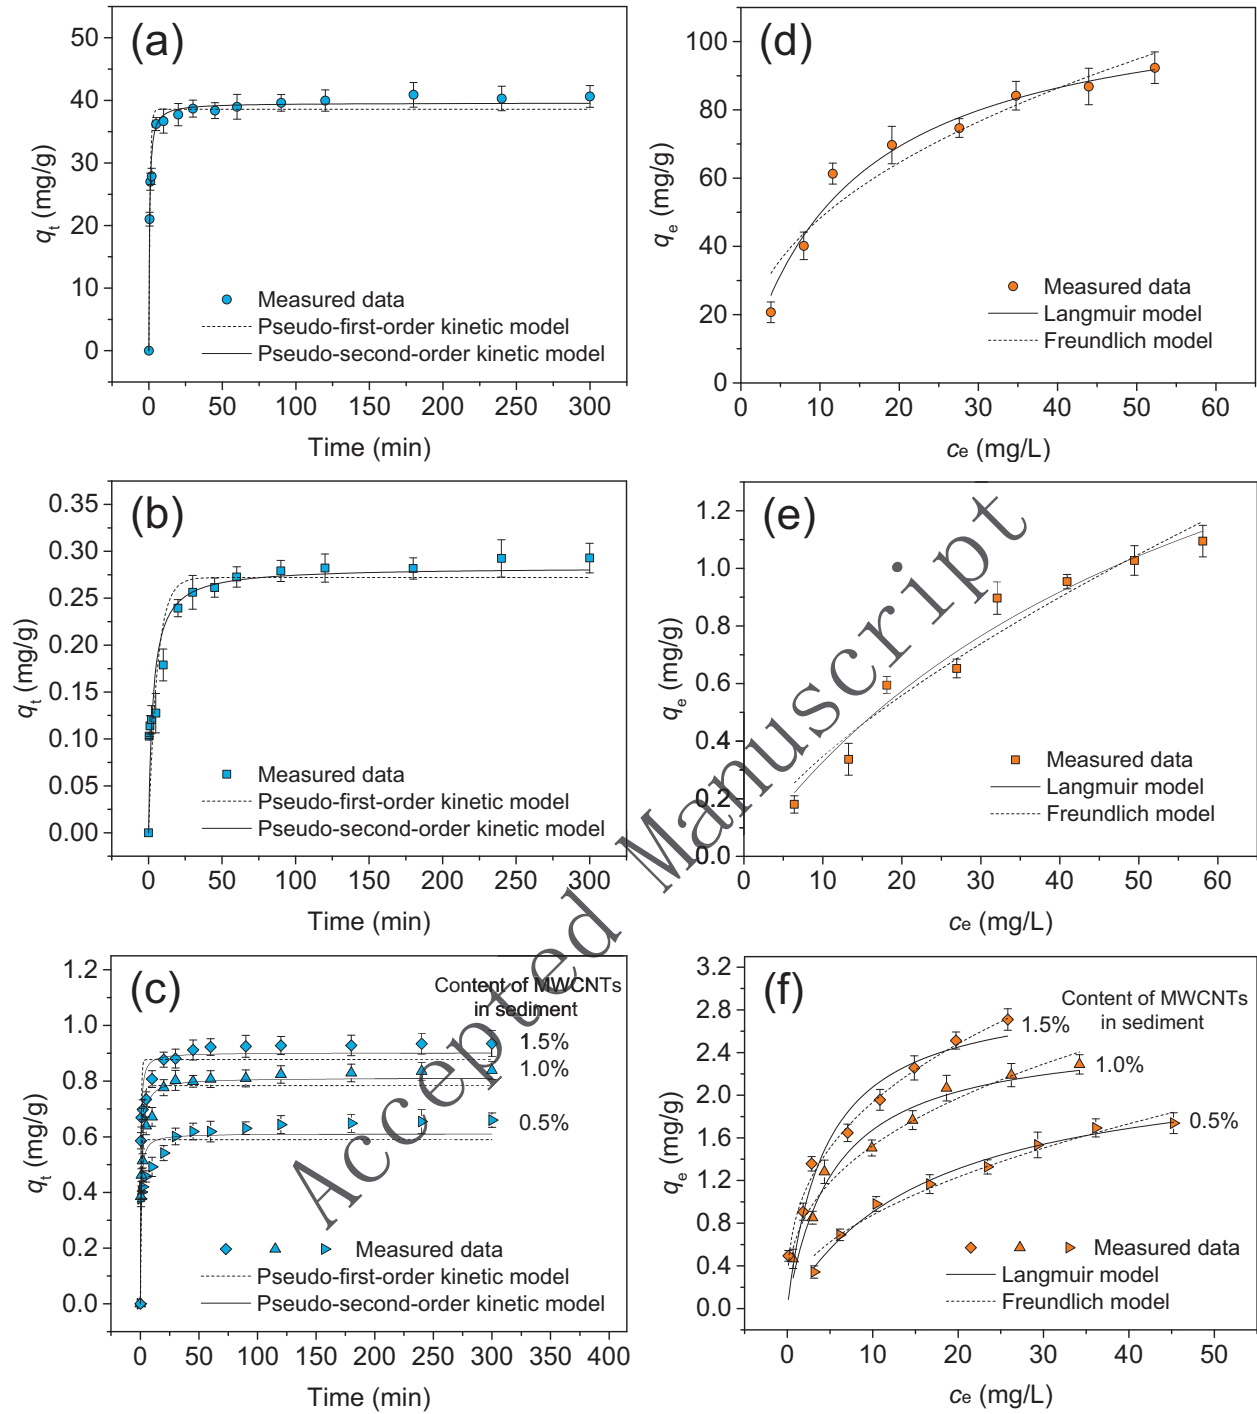 (a)
50
40
30
20
10
0
qt (mg/g)
Measured data
Pseudo-first-order kinetic model
Pseudo-second-order kinetic model
0 50 100 150 200 250 300
Time (min)
(d)
100
80
60
40
20
0
qe (mg/g)
Measured data
Langmuir model
Freundlich model
0 10 20 30 40 50 60
ce (mg/L)
(b)
0.35
0.30
0.25
0.20
0.15
0.10
0.05
0.00
qt (mg/g)
Measured data
Pseudo-first-order kinetic model
Pseudo-second-order kinetic model
0 50 100 150 200 250 300
Time (min)
(e)
1.2
1.0
0.8
0.6
0.4
0.2
0.0
qe (mg/g)
Measured data
Langmuir model
Freundlich model
0 10 20 30 40 50 60
ce (mg/L)
(c)
1.2
1.0
0.8
0.6
0.4
0.2
0.0
qt (mg/g)
Content of MWCNTs
in sediment
1.5%
1.0%
0.5%
Measured data
Pseudo-first-order kinetic model
Pseudo-second-order kinetic model
0 50 100 150 200 250 300 350 400
Time (min)
(f)
3.2
2.8
2.4
2.0
1.6
1.2
0.8
0.4
0.0
qe (mg/g)
Content of MWCNTs
in sediment
1.5%
1.0%
0.5%
Measured data
Langmuir model
Freundlich model
0 10 20 30 40 50
ce (mg/L)
Accepted Manuscript